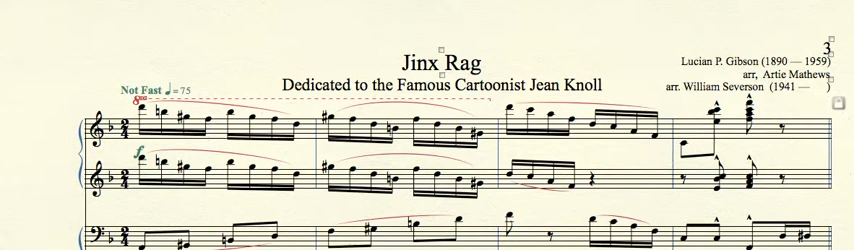 3
Jinx Rag
Lucian P. Gibson (1890 — 1959)
Dedicated to the Famous Cartoonist Jean Knoll
arr, Artie Mathews
arr. William Severson (1941 — )
Not Fast ♩=75
8va
f